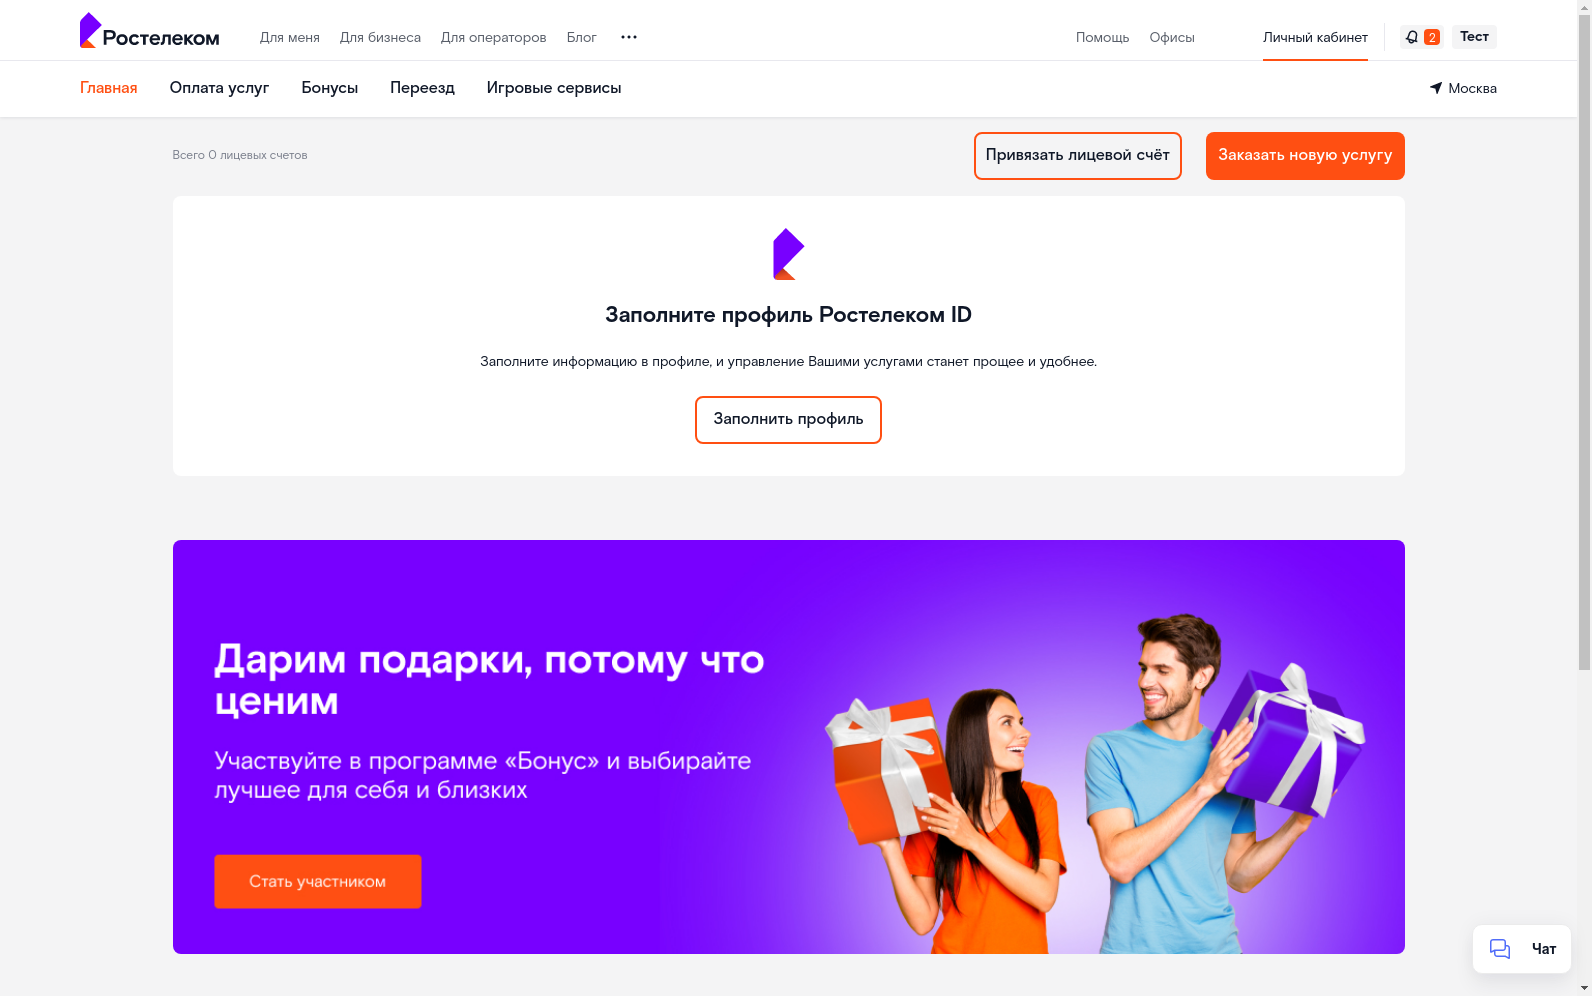 Ростелеком
Для меня
Для бизнеса
Для операторов
Блог
Помощь
Офисы
Личный кабинет
2
Тест
Главная
Оплата услуг
Бонусы
Переезд
Игровые сервисы
Москва
Всего 0 лицевых счетов
Привязать лицевой счёт
Заказать новую услугу
Заполните профиль Ростелеком ID
Заполните информацию в профиле, и управление Вашими услугами станет прощее и удобнее.
Заполнить профиль
Дарим подарки, потому что
ценим
Участвуйте в программе «Бонус» и выбирайте
лучшее для себя и близких
Стать участником
Чат